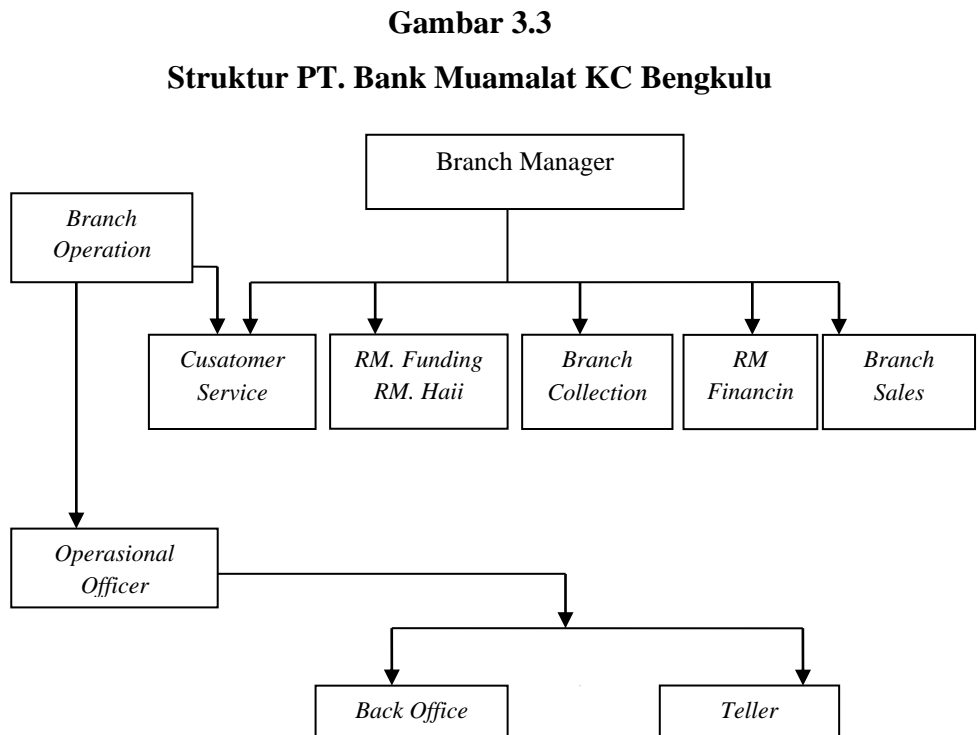 Gambar 3.3
Struktur PT. Bank Muamalat KC Bengkulu
Branch Manager
Branch
Operation
Cusatomer
Service
RM. Funding
RM. Haii
Branch
Collection
RM
Financin
Branch
Sales
Operasional
Officer
Back Office
Teller